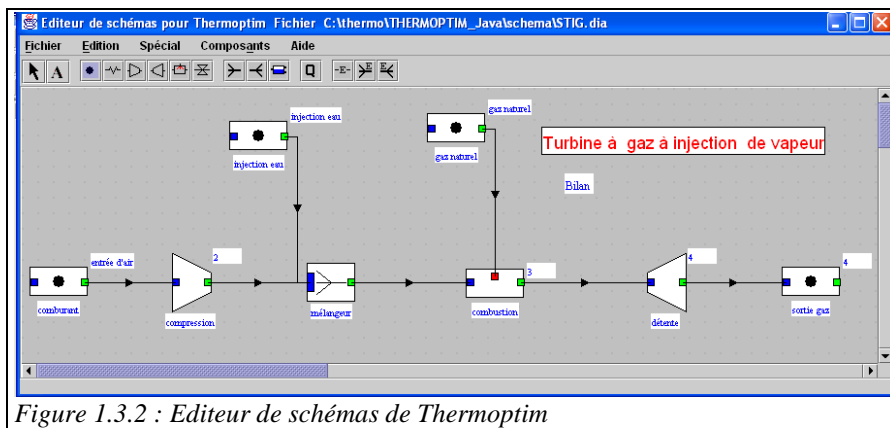 Editeur de schémas pour Thermoptim Fichier C:\thermo\THERMOPTIM_Java\schema\STIG.dia
Fichier Edition Spécial Composants Aide
A Q -E- E E
injection eau
gaz naturel
injection eau
gaz naturel
Turbine à gaz à injection de vapeur
Bilan
entrée d'air
2
3
4
4
comburant
compression
mélangeur
combustion
détente
sortie gaz
Figure 1.3.2 : Editeur de schémas de Thermoptim